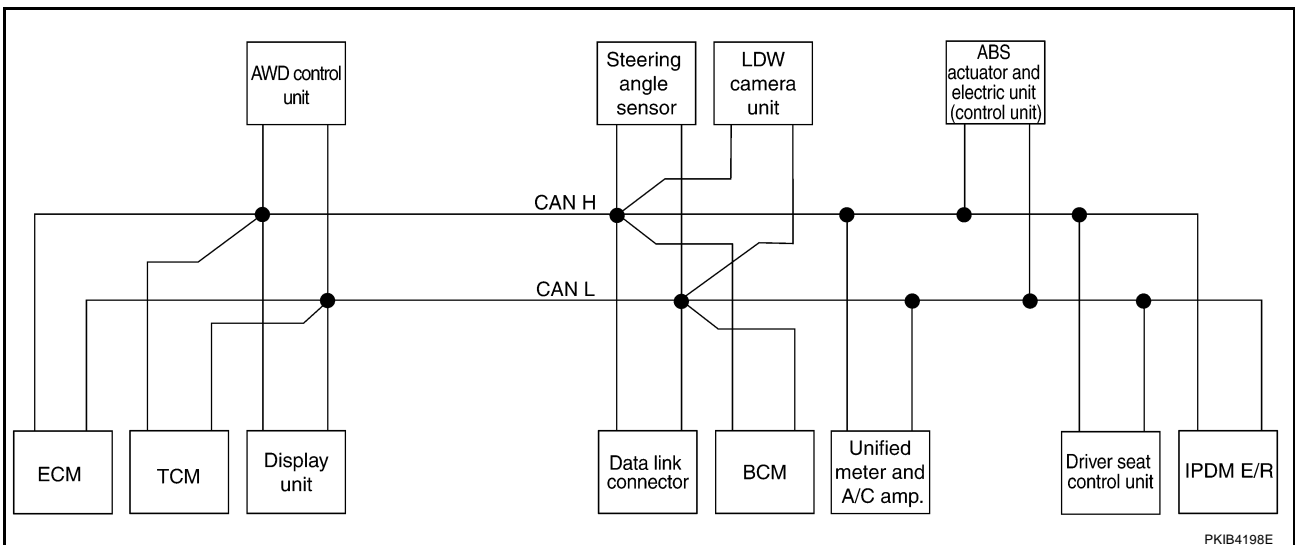 AWD control
unit
Steering
angle
sensor
LDW
camera
unit
ABS
actuator and
electric unit
(control unit)
CAN H
CAN L
ECM
TCM
Display
unit
Data link
connector
BCM
Unified
meter and
A/C amp.
Driver seat
control unit
IPDM E/R
PKIB4198E